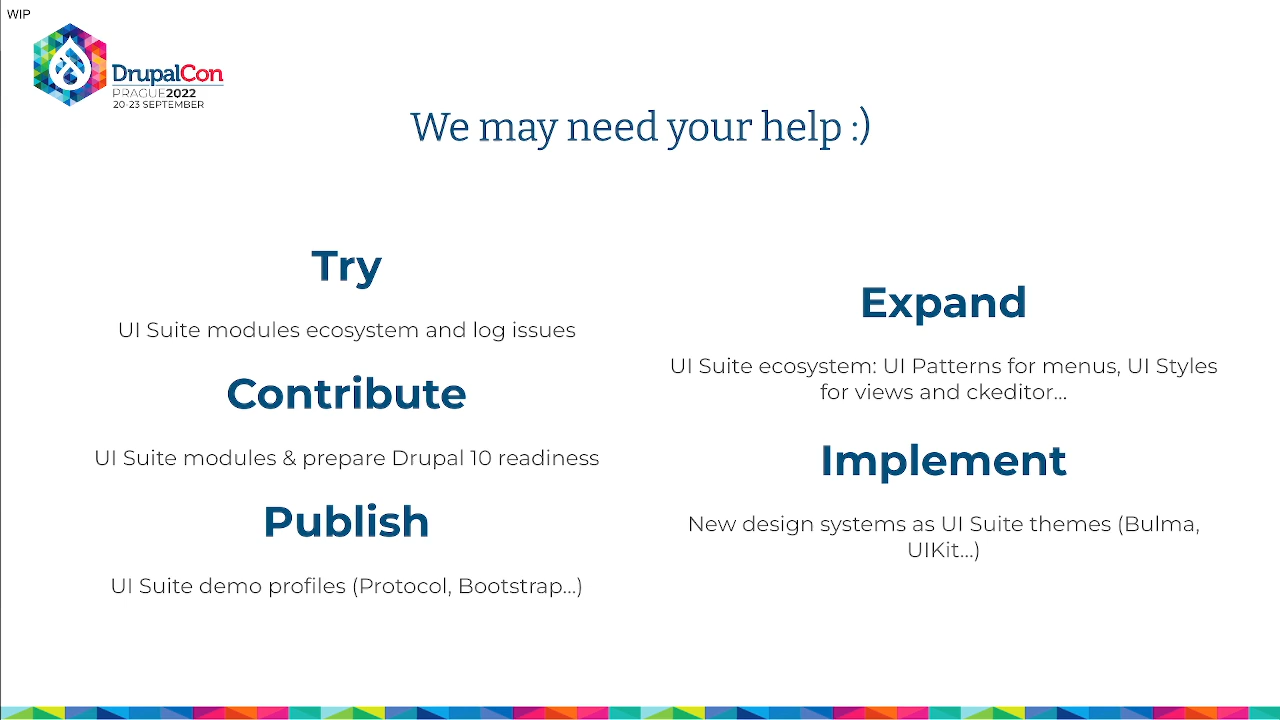 WIP
DrupalCon
PRAGUE2022
20-23 SEPTEMBER
We may need your help :)
Try
UI Suite modules ecosystem and log issues
Contribute
UI Suite modules & prepare Drupal 10 readiness
Publish
UI Suite demo profiles (Protocol, Bootstrap...)
Expand
UI Suite ecosystem: UI Patterns for menus, UI Styles
for views and ckeditor...
Implement
New design systems as UI Suite themes (Bulma,
UIKit...)